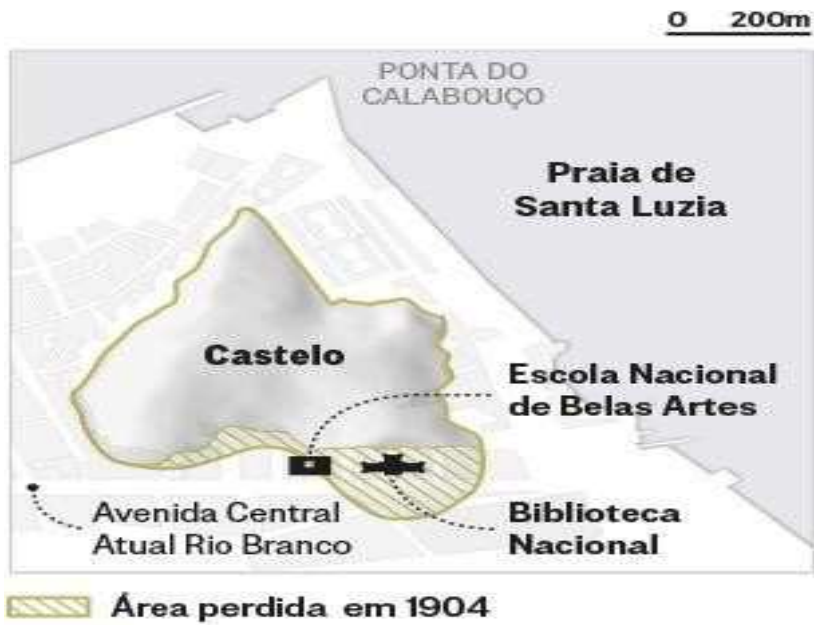 0 200m
PONTA DO
CALABOUÇO
Praia de
Santa Luzia
Castelo
Escola Nacional
de Belas Artes
Avenida Central
Atual Rio Branco
Biblioteca
Nacional
Área perdida em 1904